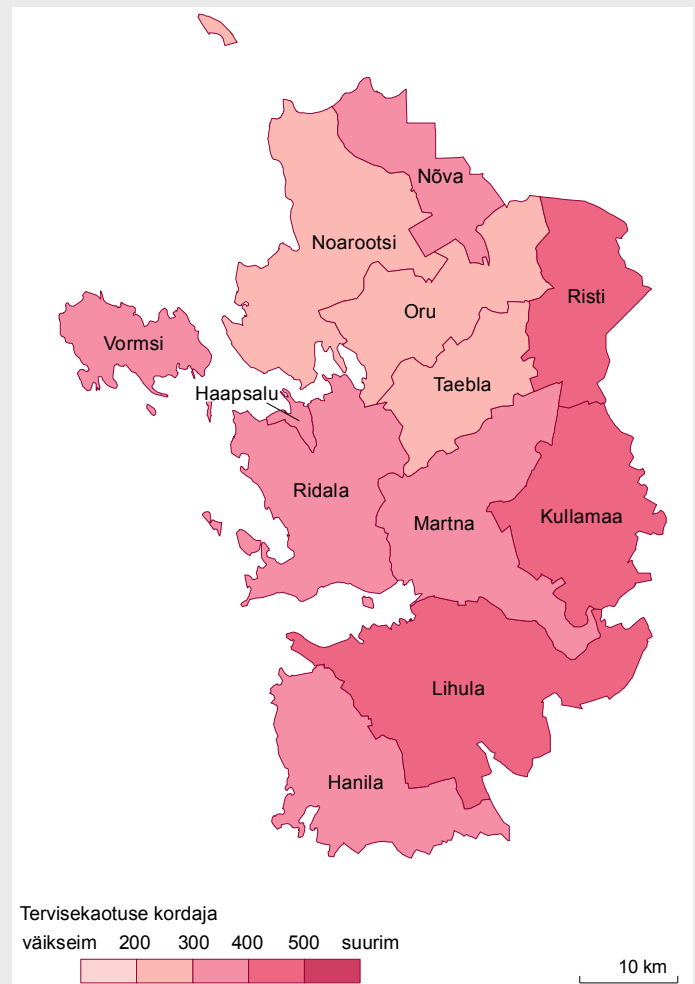 Nõva
Noarootsi
Risti
Oru
Vormsi
Taebla
Haapsalu
Ridala
Kullamaa
Martna
Lihula
Hanila
Tervisekaotuse kordaja
väikseim 200 300 400 500 suurim
10 km